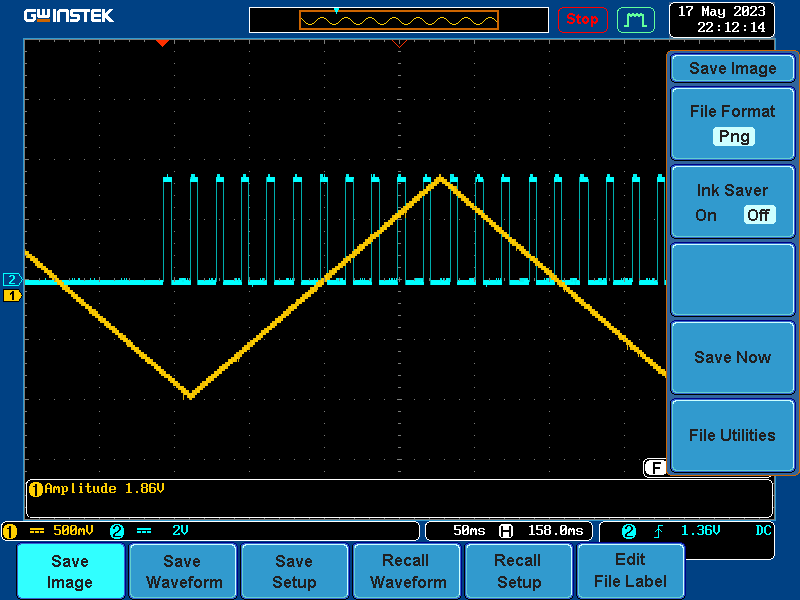 GWINSTEK
Stop
17 May 2023
22:12:14
Save Image
File Format
Png
Ink Saver
On Off
2
1
Save Now
File Utilities
F
1 Amplitude 1.86V
1 500mV 2 2V
50ms H 158.0ms
2 1.36V DC
Save Image
Save Waveform
Save Setup
Recall Waveform
Recall Setup
Edit File Label